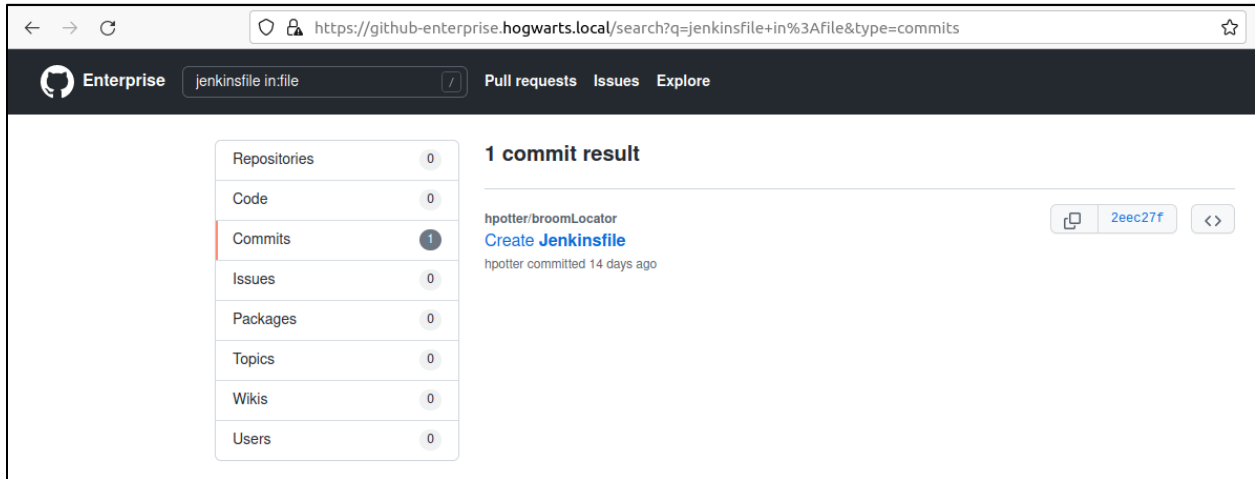 https://github-enterprise.hogwarts.local/search?q=jenkinsfile+in%3Afile&type=commits
Enterprise jenkinsfile in:file / Pull requests Issues Explore
Repositories 0
Code 0
Commits 1
Issues 0
Packages 0
Topics 0
Wikis 0
Users 0
1 commit result
hpotter/broomLocator
Create Jenkinsfile
hpotter committed 14 days ago
2eec27f